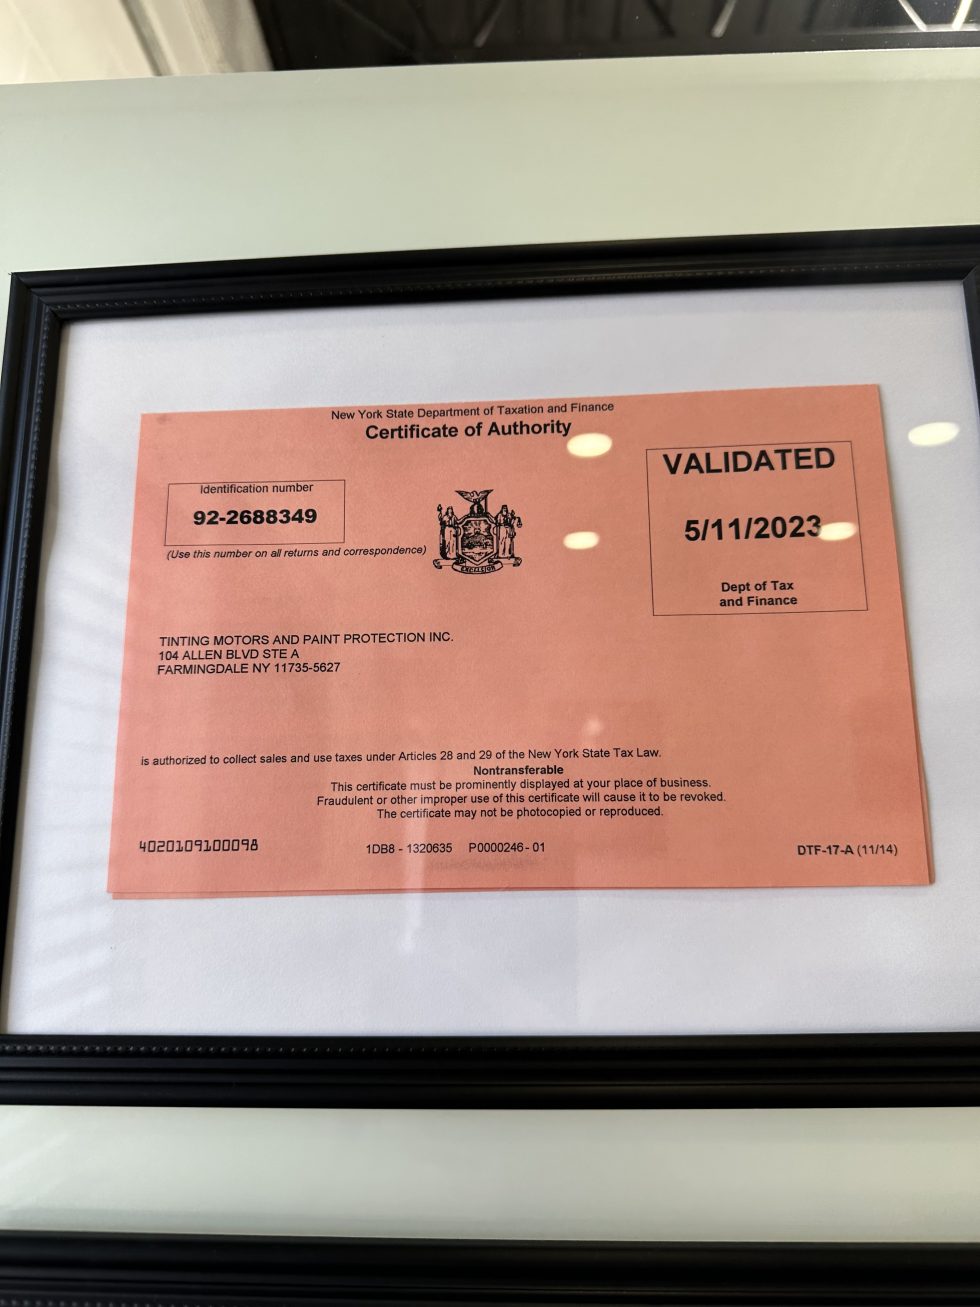 New York State Department of Taxation and Finance
Certificate of Authority
Identification number
92-2688349
(Use this number on all returns and correspondence)
EXCELSIOR
VALIDATED
5/11/2023
Dept of Tax
and Finance
TINTING MOTORS AND PAINT PROTECTION INC.
104 ALLEN BLVD STE A
FARMINGDALE NY 11735-5627
is authorized to collect sales and use taxes under Articles 28 and 29 of the New York State Tax Law.
Nontransferable
This certificate must be prominently displayed at your place of business.
Fraudulent or other improper use of this certificate will cause it to be revoked.
The certificate may not be photocopied or reproduced.
4020109100098
1DB8 - 1320635 P0000246 - 01
DTF-17-A (11/14)